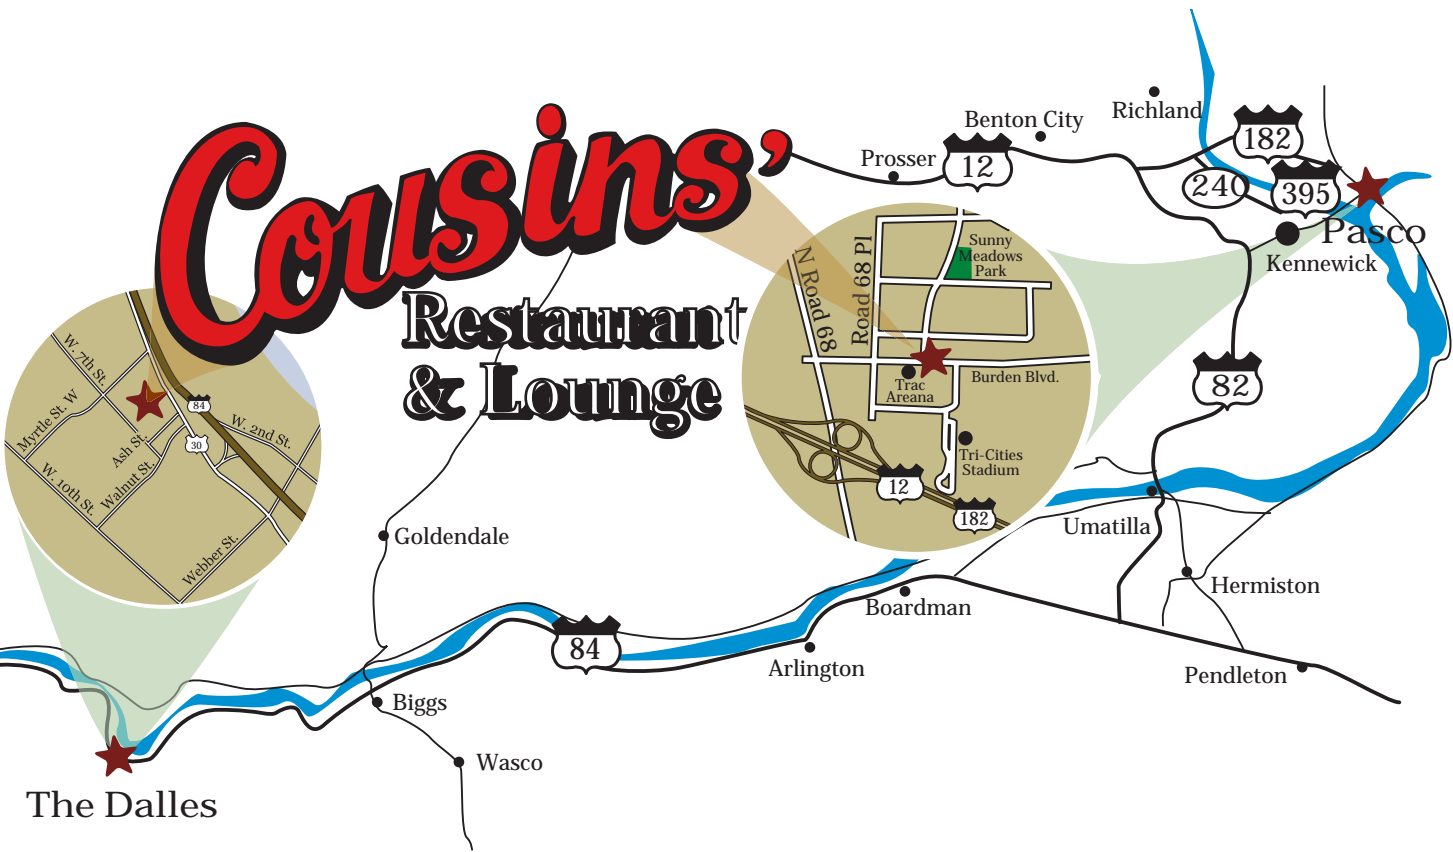 Cousins’
Restaurant
& Lounge
Richland
Benton City
Prosser
12
182
240
395
Pasco
Kennewick
82
N Road 68
Road 68 Pl
Sunny
Meadows
Park
Burden Blvd.
Trac
Areana
Tri-Cities
Stadium
12
182
W. 7th St.
Myrtle St. W
84
30
W. 2nd St.
Ash St.
Walnut St.
W. 10th St.
Webber St.
Goldendale
Umatilla
Hermiston
Boardman
84
Arlington
Pendleton
Biggs
Wasco
The Dalles